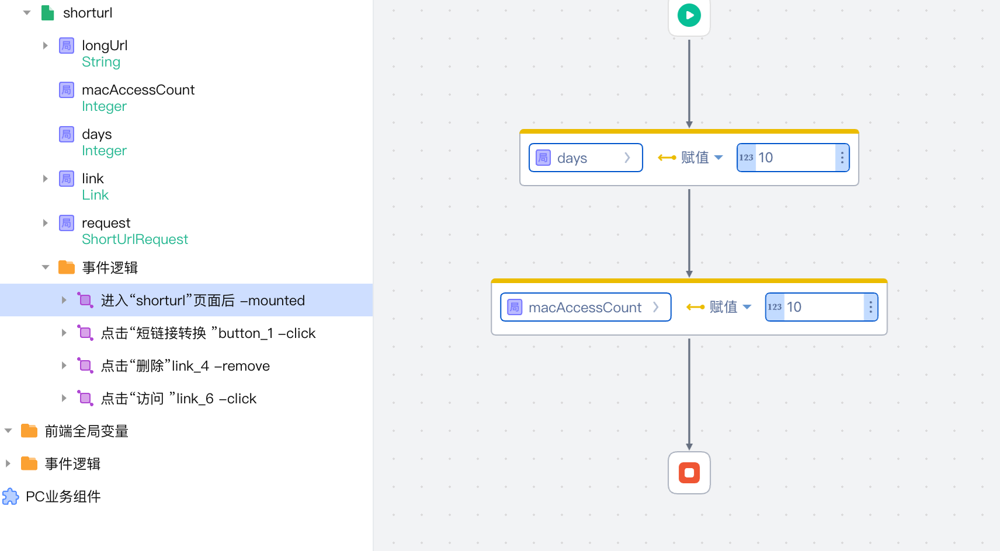 shorturl
局 longUrl
String
局 macAccessCount
Integer
局 days
Integer
局 link
Link
局 request
ShortUrlRequest
事件逻辑
进入“shorturl”页面后 -mounted
点击“短链接转换 ”button_1 -click
点击“删除”link_4 -remove
点击“访问 ”link_6 -click
前端全局变量
事件逻辑
PC业务组件
局 days 赋值 123 10
局 macAccessCount 赋值 123 10